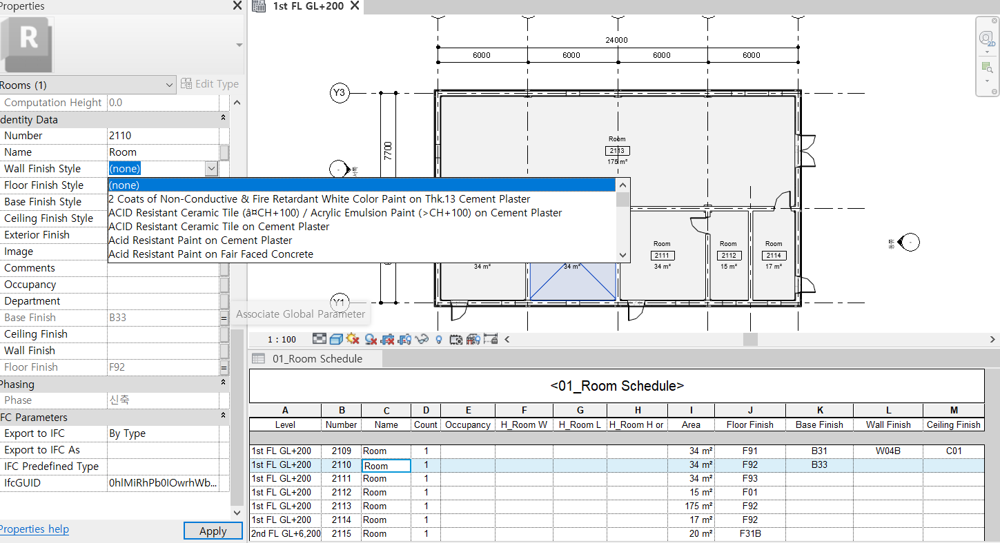 Properties
1st FL GL+200
R
Rooms (1)
Edit Type
Computation Height 0.0
dentity Data
Number 2110
Name Room
Wall Finish Style (none)
Floor Finish Style
Base Finish Style
Ceiling Finish Style
Exterior Finish
Image
Comments
Occupancy
Department
Base Finish B33 =
Ceiling Finish
Wall Finish
Floor Finish F92 =
Phasing
Phase 신축
FC Parameters
Export to IFC By Type
Export to IFC As
IFC Predefined Type
IfcGUID 0hlMiRhPb0IOwrhWb...
Properties help
Apply
(none)
2 Coats of Non-Conductive & Fire Retardant White Color Paint on Thk.13 Cement Plaster
ACID Resistant Ceramic Tile (â¤CH+100) / Acrylic Emulsion Paint (>CH+100) on Cement Plaster
ACID Resistant Ceramic Tile on Cement Plaster
Acid Resistant Paint on Cement Plaster
Acid Resistant Paint on Fair Faced Concrete
Associate Global Parameter
24000
6000 6000 6000 6000
Y3
7700
Room
2113
175 m²
Room Room Room
2111 2112 2114
34 m² 34 m² 34 m² 15 m² 17 m²
Y1
2D
1 : 100
01_Room Schedule
<01_Room Schedule>
A B C D E F G H I J K L M
Level Number Name Count Occupancy H_Room W H_Room L H_Room H or Area Floor Finish Base Finish Wall Finish Ceiling Finish
1st FL GL+200 2109 Room 1 34 m² F91 B31 W04B C01
1st FL GL+200 2110 Room 1 34 m² F92 B33
1st FL GL+200 2111 Room 1 34 m² F93
1st FL GL+200 2112 Room 1 15 m² F01
1st FL GL+200 2113 Room 1 175 m² F92
1st FL GL+200 2114 Room 1 17 m² F92
2nd FL GL+6,200 2115 Room 1 20 m² F31B